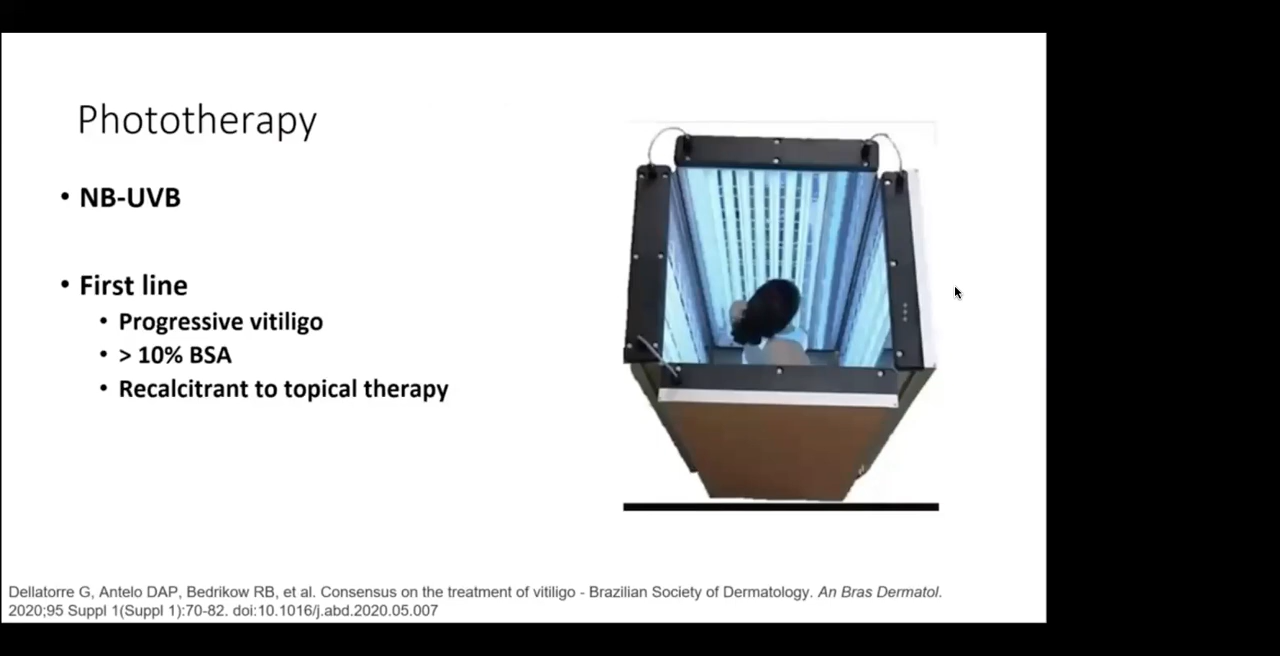 Phototherapy
• NB-UVB
• First line
• Progressive vitiligo
• > 10% BSA
• Recalcitrant to topical therapy
Dellatorre G, Antelo DAP, Bedrikow RB, et al. Consensus on the treatment of vitiligo - Brazilian Society of Dermatology. An Bras Dermatol.
2020;95 Suppl 1(Suppl 1):70-82. doi:10.1016/j.abd.2020.05.007